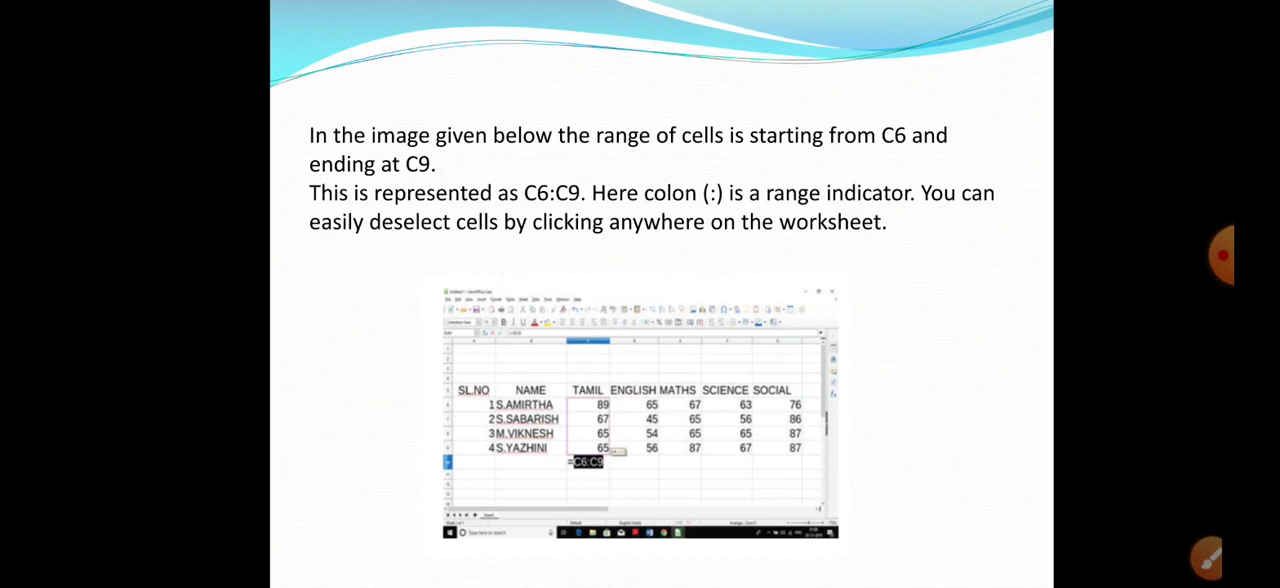 In the image given below the range of cells is starting from C6 and
ending at C9.
This is represented as C6:C9. Here colon (:) is a range indicator. You can
easily deselect cells by clicking anywhere on the worksheet.
SL.NO NAME TAMIL ENGLISH MATHS SCIENCE SOCIAL
1 S.AMIRTHA 89 65 67 63 76
2 S.SABARISH 67 45 65 56 86
3 M.VIKNESH 65 54 65 65 87
4 S.YAZHINI 65 56 87 67 87
=C6:C9
Type here to search